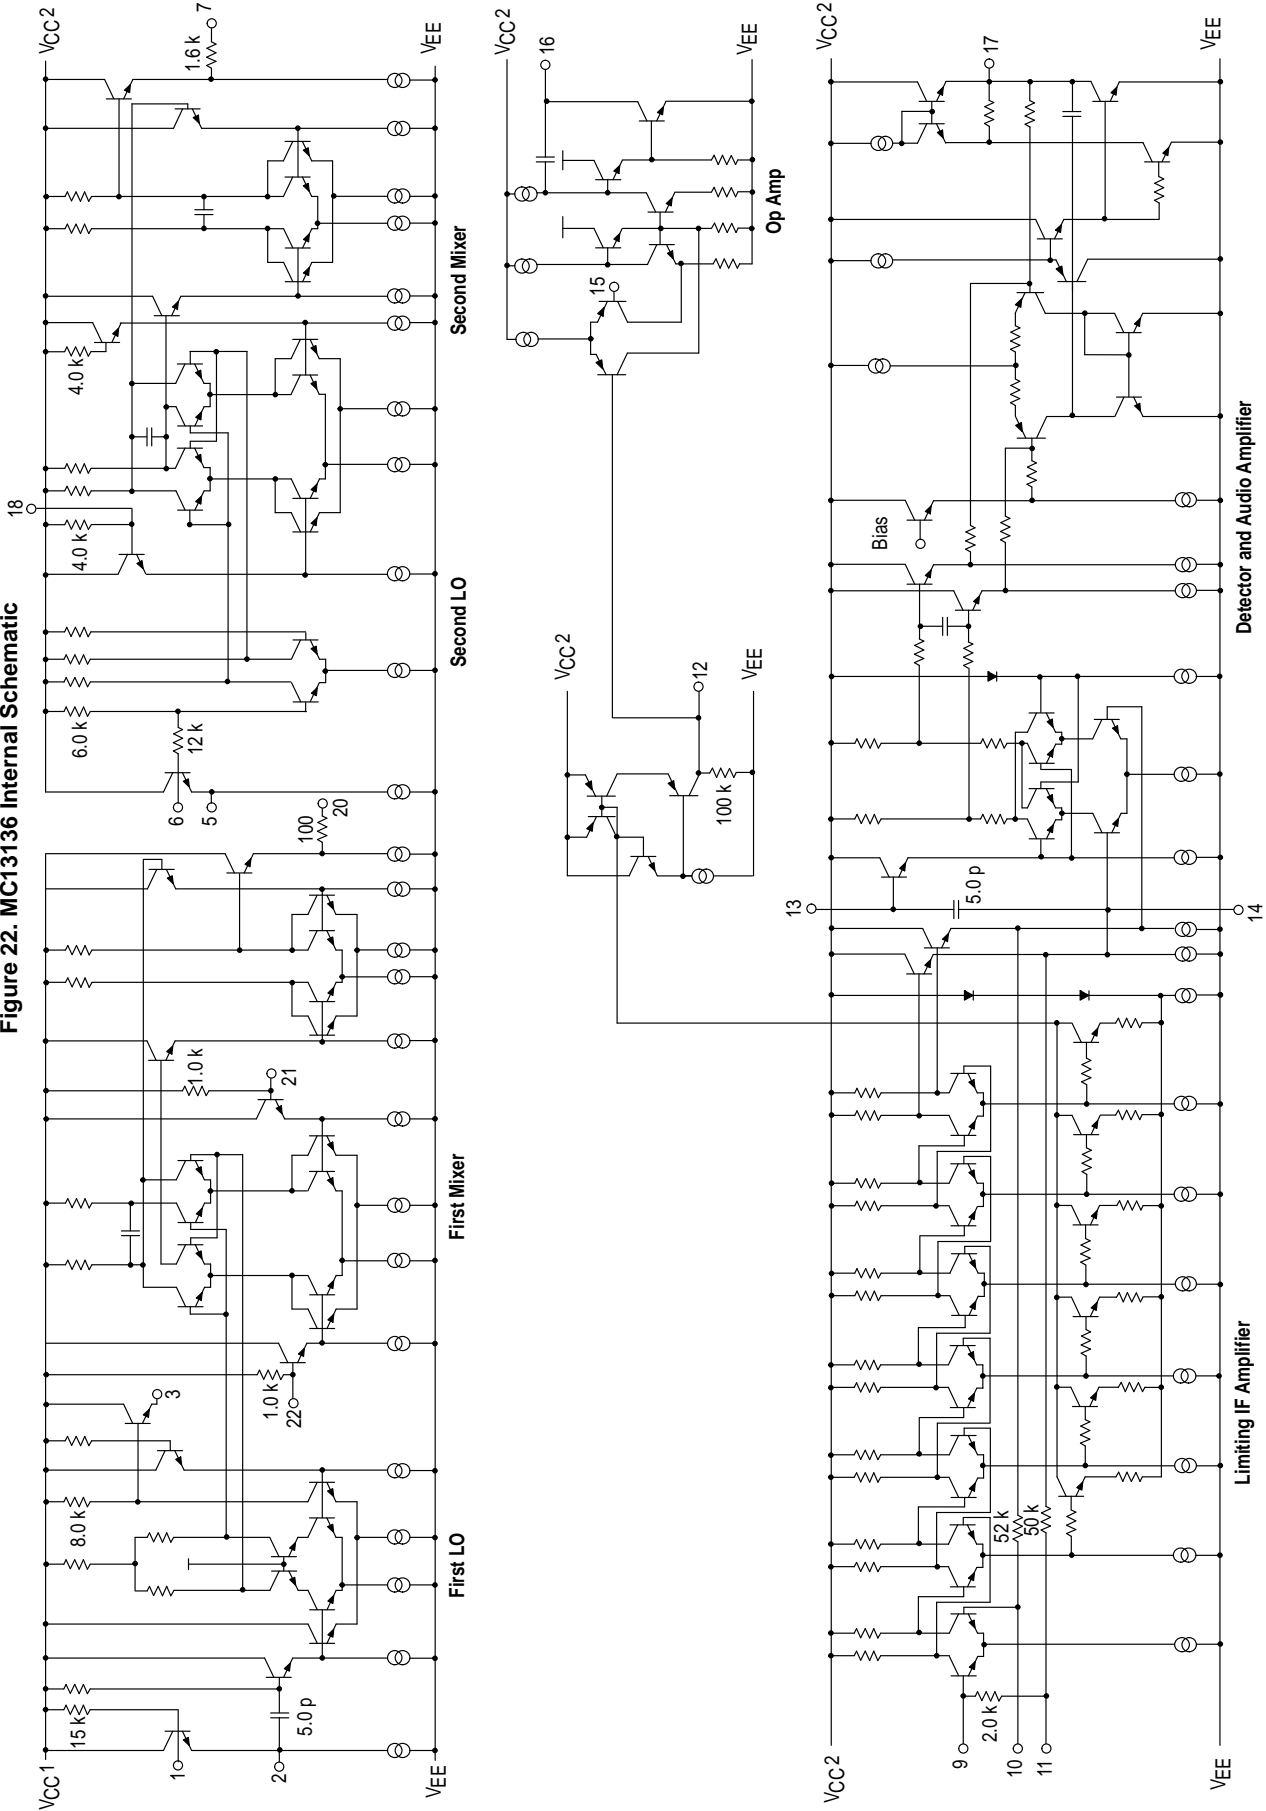 Figure 22. MC13136 Internal Schematic
VCC1
VCC2
15 k
8.0 k
1
2
5.0 p
3
1.0 k
22
1.0 k
21
100
20
6.0 k
12 k
6
5
4.0 k
18
4.0 k
1.6 k
7
VEE
VEE
First LO
First Mixer
Second LO
Second Mixer
VCC2
VCC2
16
15
12
100 k
VEE
VEE
Op Amp
VCC2
VCC2
13
Bias
17
5.0 p
9
2.0 k
10
11
52 k
50 k
14
VEE
VEE
Limiting IF Amplifier
Detector and Audio Amplifier